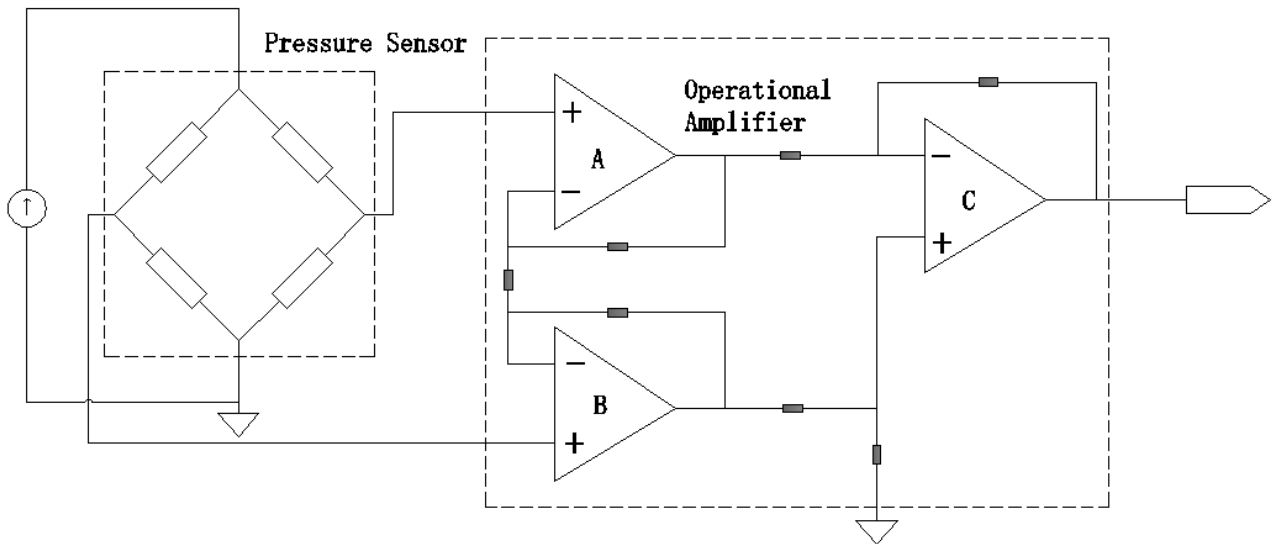 Pressure Sensor
Operational
Amplifier
+
A
−
−
C
+
−
B
+